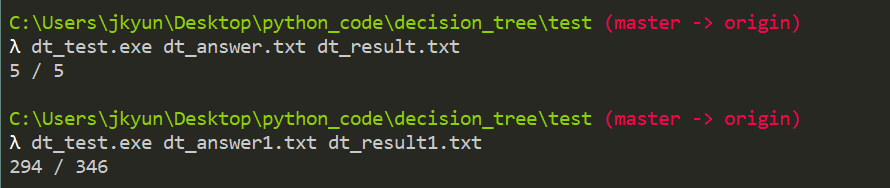 C:\Users\jkyun\Desktop\python_code\decision_tree\test (master -> origin)
λ dt_test.exe dt_answer.txt dt_result.txt
5 / 5
C:\Users\jkyun\Desktop\python_code\decision_tree\test (master -> origin)
λ dt_test.exe dt_answer1.txt dt_result1.txt
294 / 346